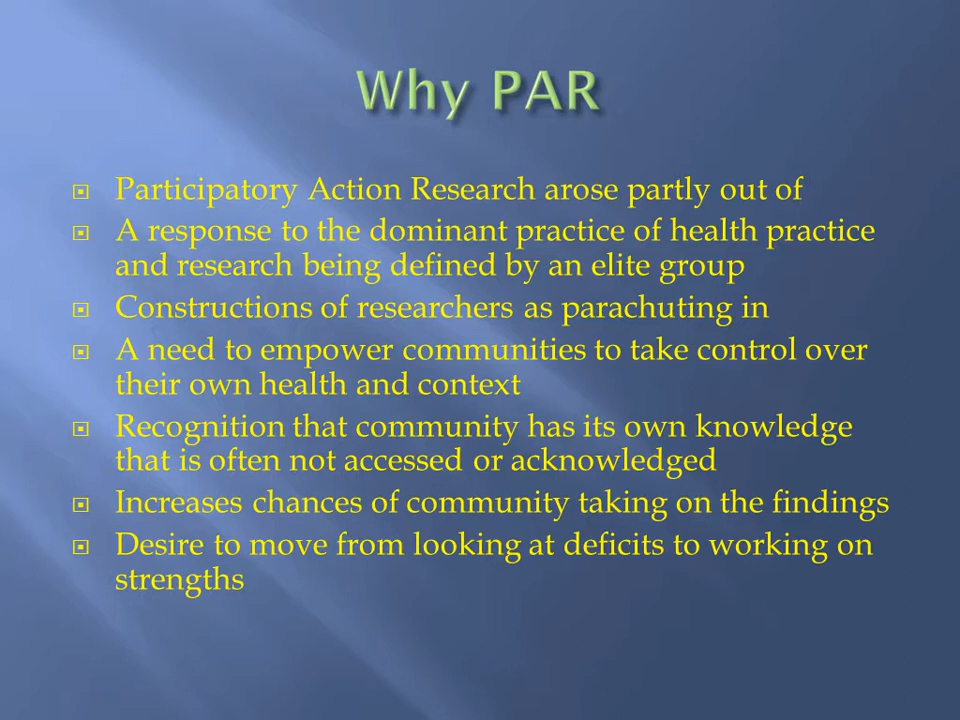 Why PAR
Participatory Action Research arose partly out of
A response to the dominant practice of health practice
and research being defined by an elite group
Constructions of researchers as parachuting in
A need to empower communities to take control over
their own health and context
Recognition that community has its own knowledge
that is often not accessed or acknowledged
Increases chances of community taking on the findings
Desire to move from looking at deficits to working on
strengths